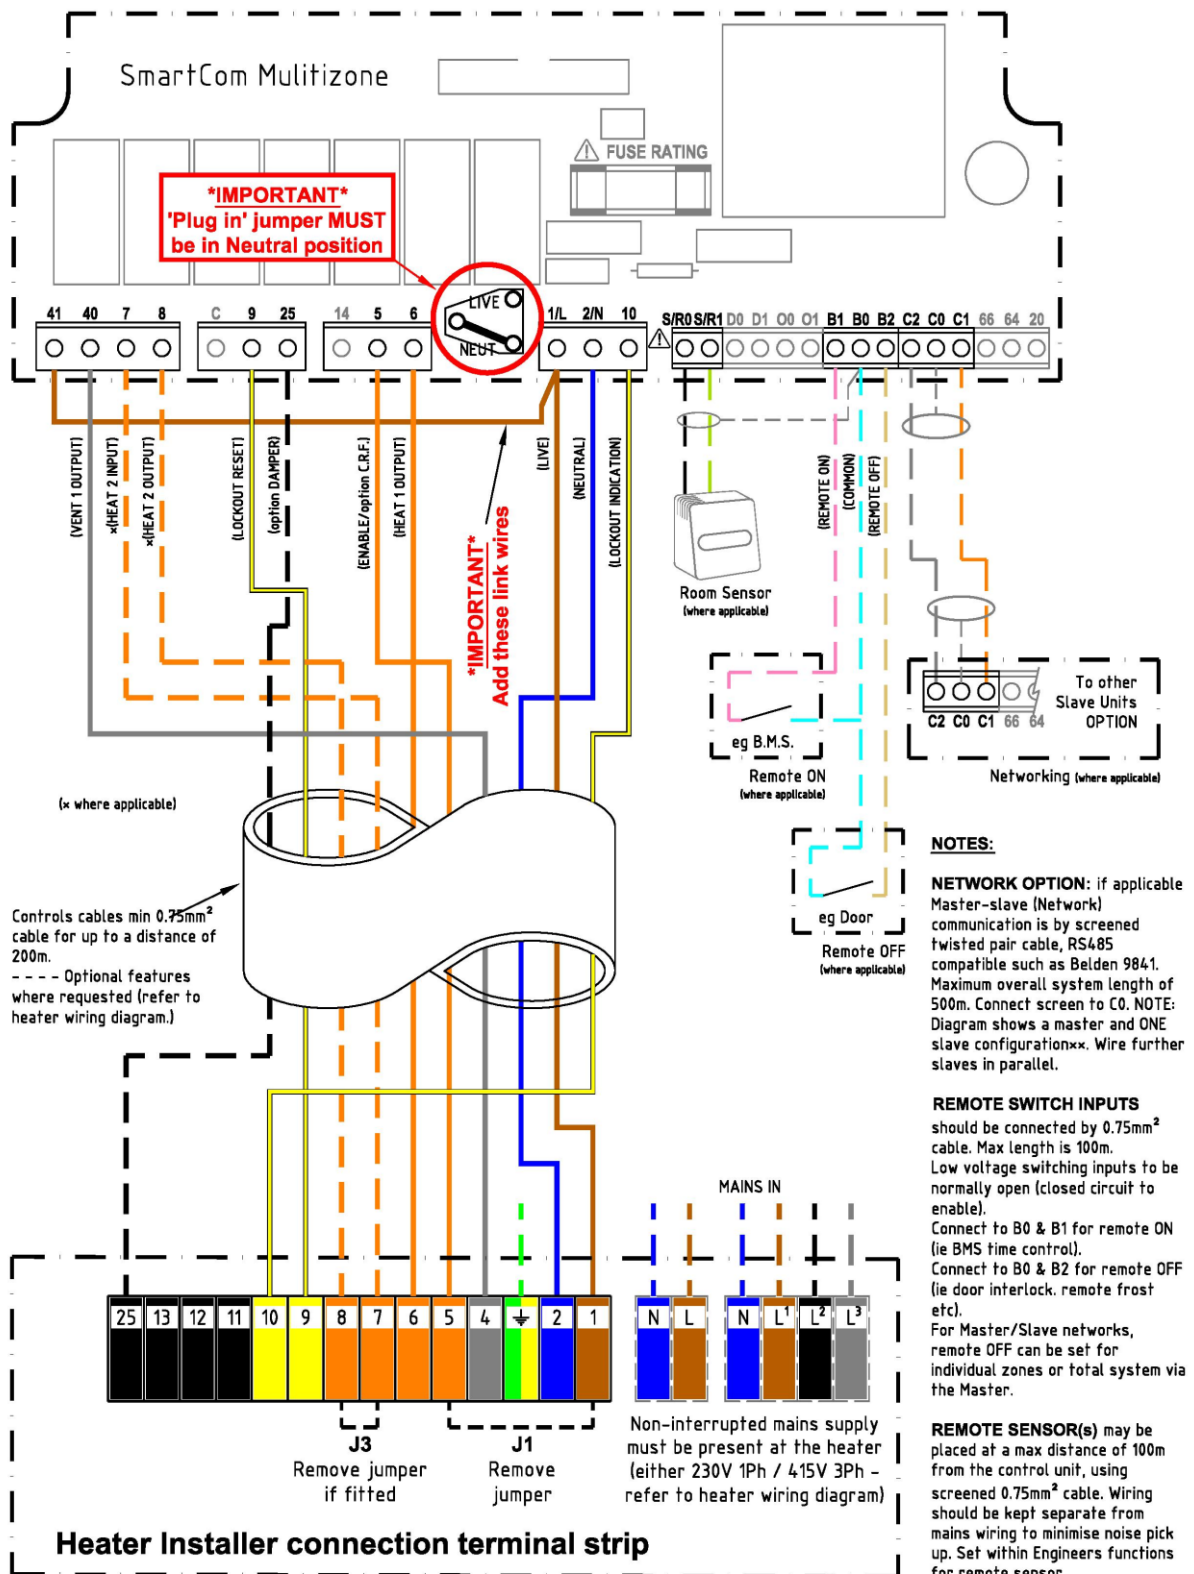 SmartCom Mulitizone
FUSE RATING
*IMPORTANT*
'Plug in' jumper MUST
be in Neutral position
LIVE
NEUT
41 40 7 8 C 9 25 14 5 6 1/L 2/N 10 S/R0 S/R1 D0 D1 O0 O1 B1 B0 B2 C2 C0 C1 66 64 20
(VENT 1 OUTPUT)
×(HEAT 2 INPUT)
×(HEAT 2 OUTPUT)
(LOCKOUT RESET)
(option DAMPER)
(ENABLE/option C.R.F.)
(HEAT 1 OUTPUT)
*IMPORTANT*
Add these link wires
(LIVE)
(NEUTRAL)
(LOCKOUT INDICATION)
(REMOTE ON)
(COMMON)
(REMOTE OFF)
Room Sensor
(where applicable)
eg B.M.S.
Remote ON
(where applicable)
To other
Slave Units
OPTION
C2 C0 C1 66 64
Networking (where applicable)
eg Door
Remote OFF
(where applicable)
(× where applicable)
Controls cables min 0.75mm²
cable for up to a distance of
200m.
- - - - Optional features
where requested (refer to
heater wiring diagram.)
NOTES:
NETWORK OPTION: if applicable
Master-slave (Network)
communication is by screened
twisted pair cable, RS485
compatible such as Belden 9841.
Maximum overall system length of
500m. Connect screen to C0. NOTE:
Diagram shows a master and ONE
slave configuration××. Wire further
slaves in parallel.
REMOTE SWITCH INPUTS
should be connected by 0.75mm²
cable. Max length is 100m.
Low voltage switching inputs to be
normally open (closed circuit to
enable).
Connect to B0 & B1 for remote ON
(ie BMS time control).
Connect to B0 & B2 for remote OFF
(ie door interlock. remote frost
etc).
For Master/Slave networks,
remote OFF can be set for
individual zones or total system via
the Master.
REMOTE SENSOR(s) may be
placed at a max distance of 100m
from the control unit, using
screened 0.75mm² cable. Wiring
should be kept separate from
mains wiring to minimise noise pick
up. Set within Engineers functions
for remote sensor
MAINS IN
25 13 12 11 10 9 8 7 6 5 4 2 1 N L N L¹ L² L³
J3
Remove jumper
if fitted
J1
Remove
jumper
Non-interrupted mains supply
must be present at the heater
(either 230V 1Ph / 415V 3Ph -
refer to heater wiring diagram)
Heater Installer connection terminal strip